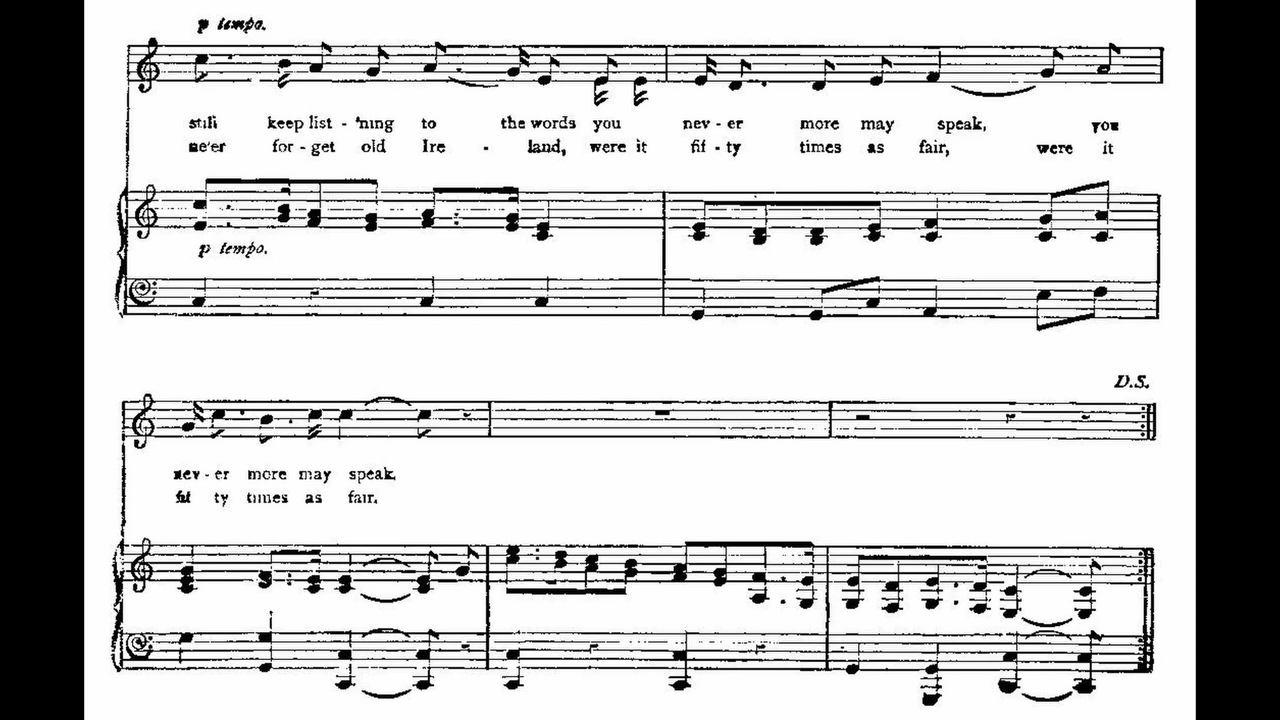 p tempo.
still keep list - 'ning to the words you nev - er more may speak, you
ne'er for - get old Ire - land, were it fif - ty times as fair, were it
p tempo.
D.S.
nev - er more may speak.
fif ty times as fair.